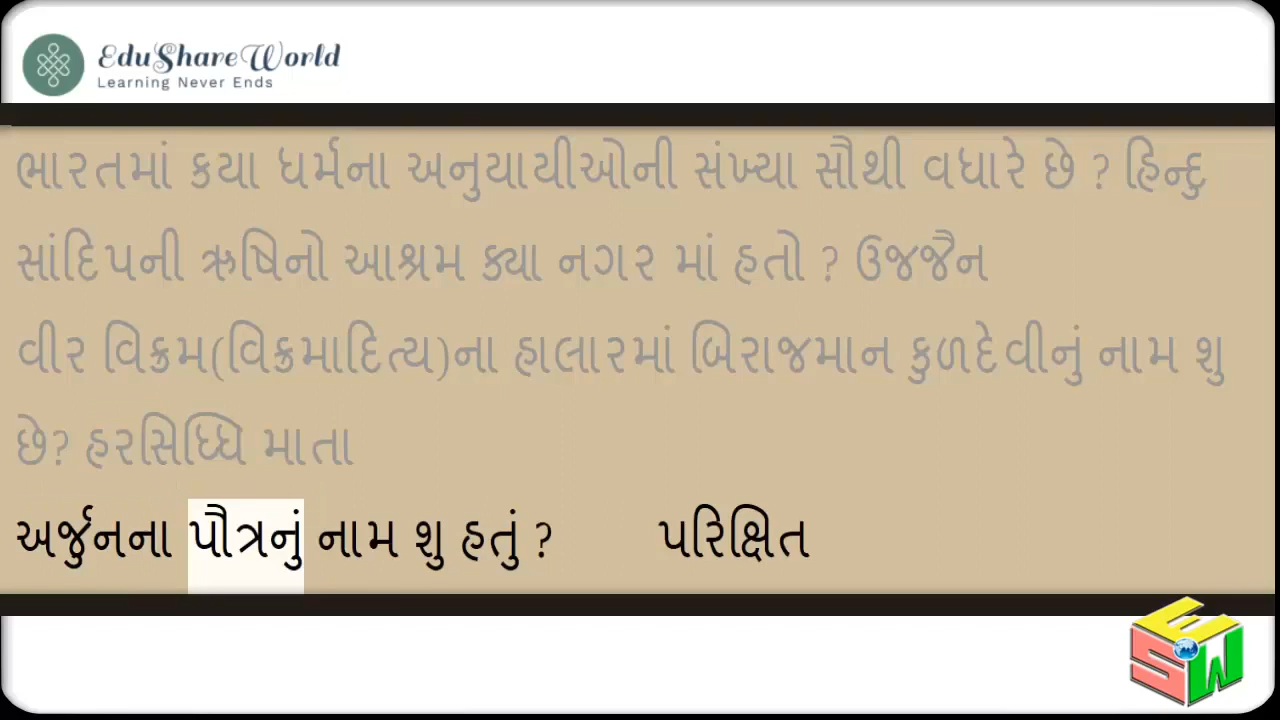 EduShareWorld
Learning Never Ends
ભારતમાં કયા ધર્મના અનુયાયીઓની સંખ્યા સૌથી વધારે છે ? હિન્દુ
સાંદિપની ઋષિનો આશ્રમ ક્યા નગર માં હતો ? ઉજજૈન
વીર વિક્રમ(વિક્રમાદિત્ય)ના હાલારમાં બિરાજમાન કુળદેવીનું નામ શુ
છે? હરસિધ્ધિ માતા
અર્જુનના પૌત્રનું નામ શુ હતું ? પરિક્ષિત
ESW